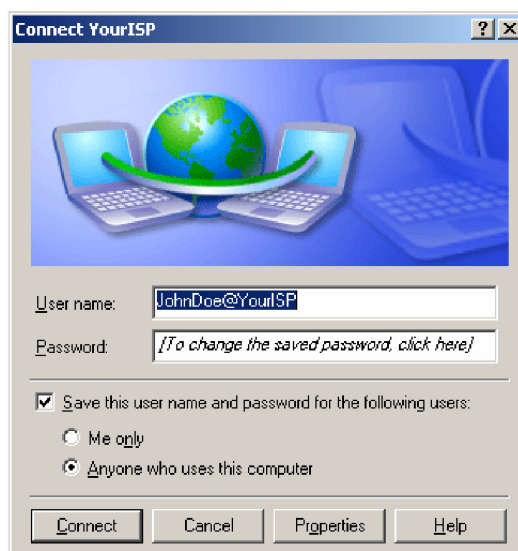 Connect YourISP
User name: JohnDoe@YourISP
Password: [To change the saved password, click here]
Save this user name and password for the following users:
Me only
Anyone who uses this computer
Connect Cancel Properties Help